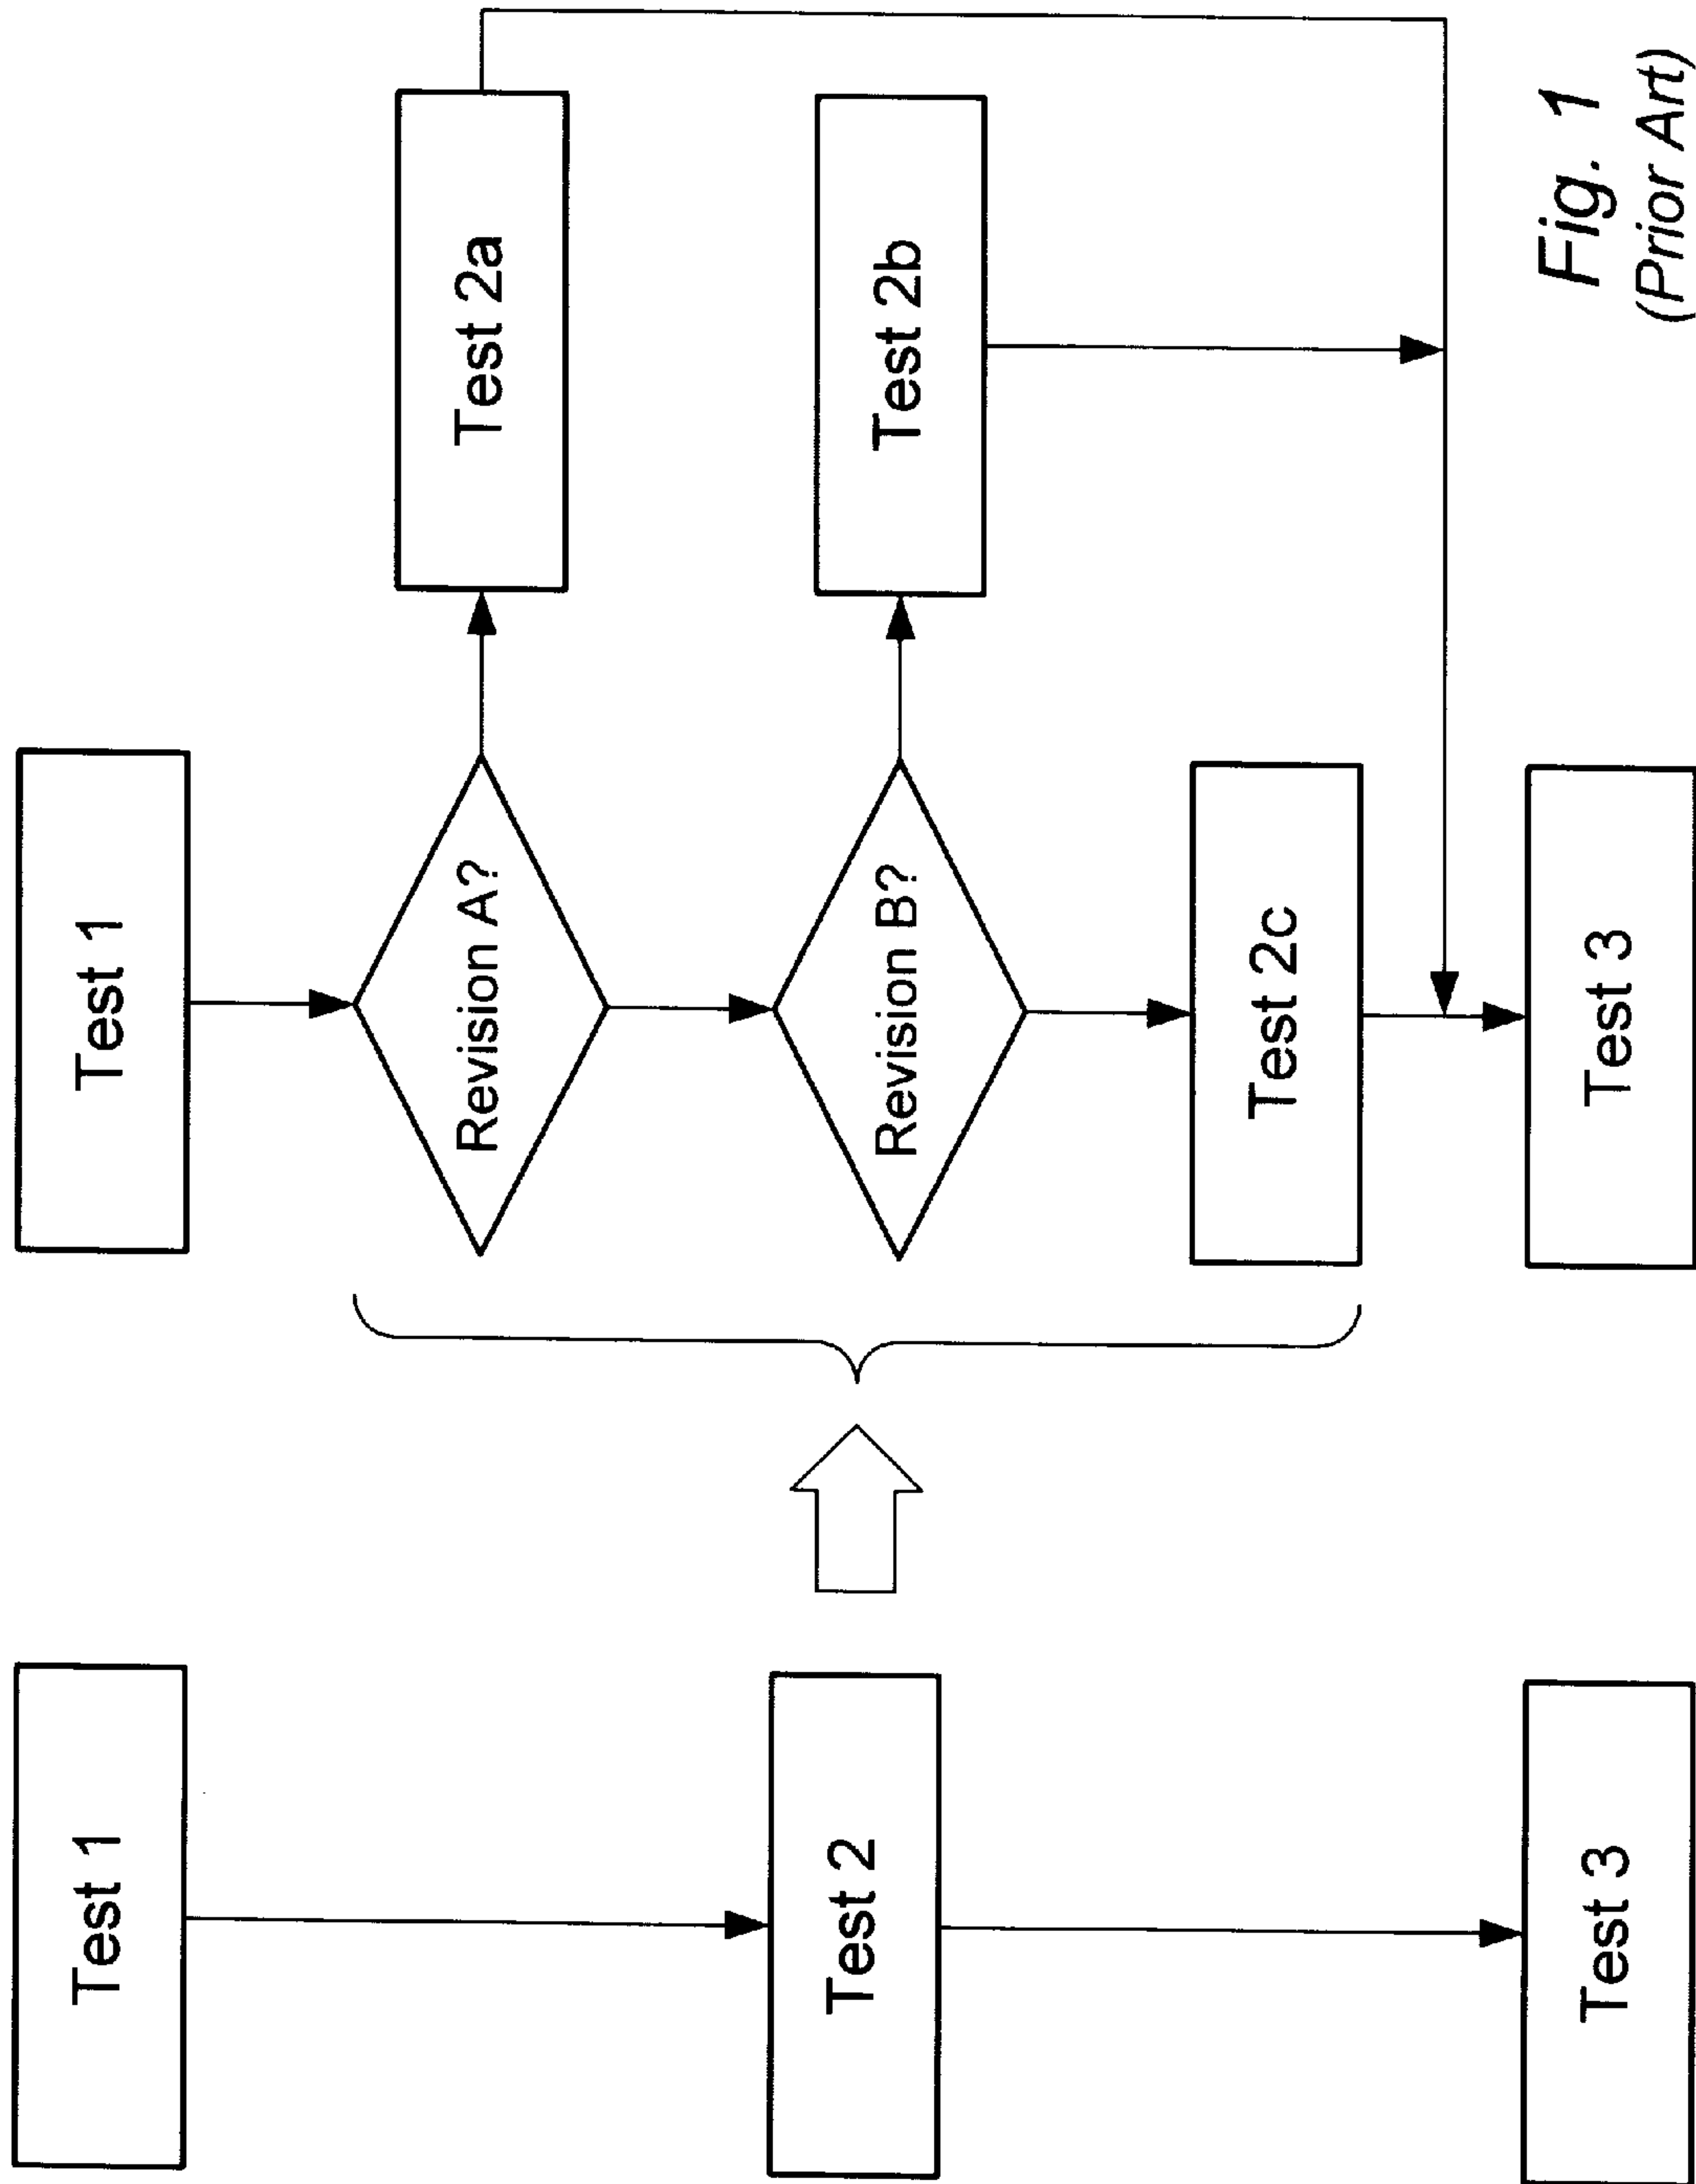 Test 1
Test 2
Test 3
Test 1
Revision A?
Test 2a
Revision B?
Test 2b
Test 2c
Test 3
Fig. 1
(Prior Art)